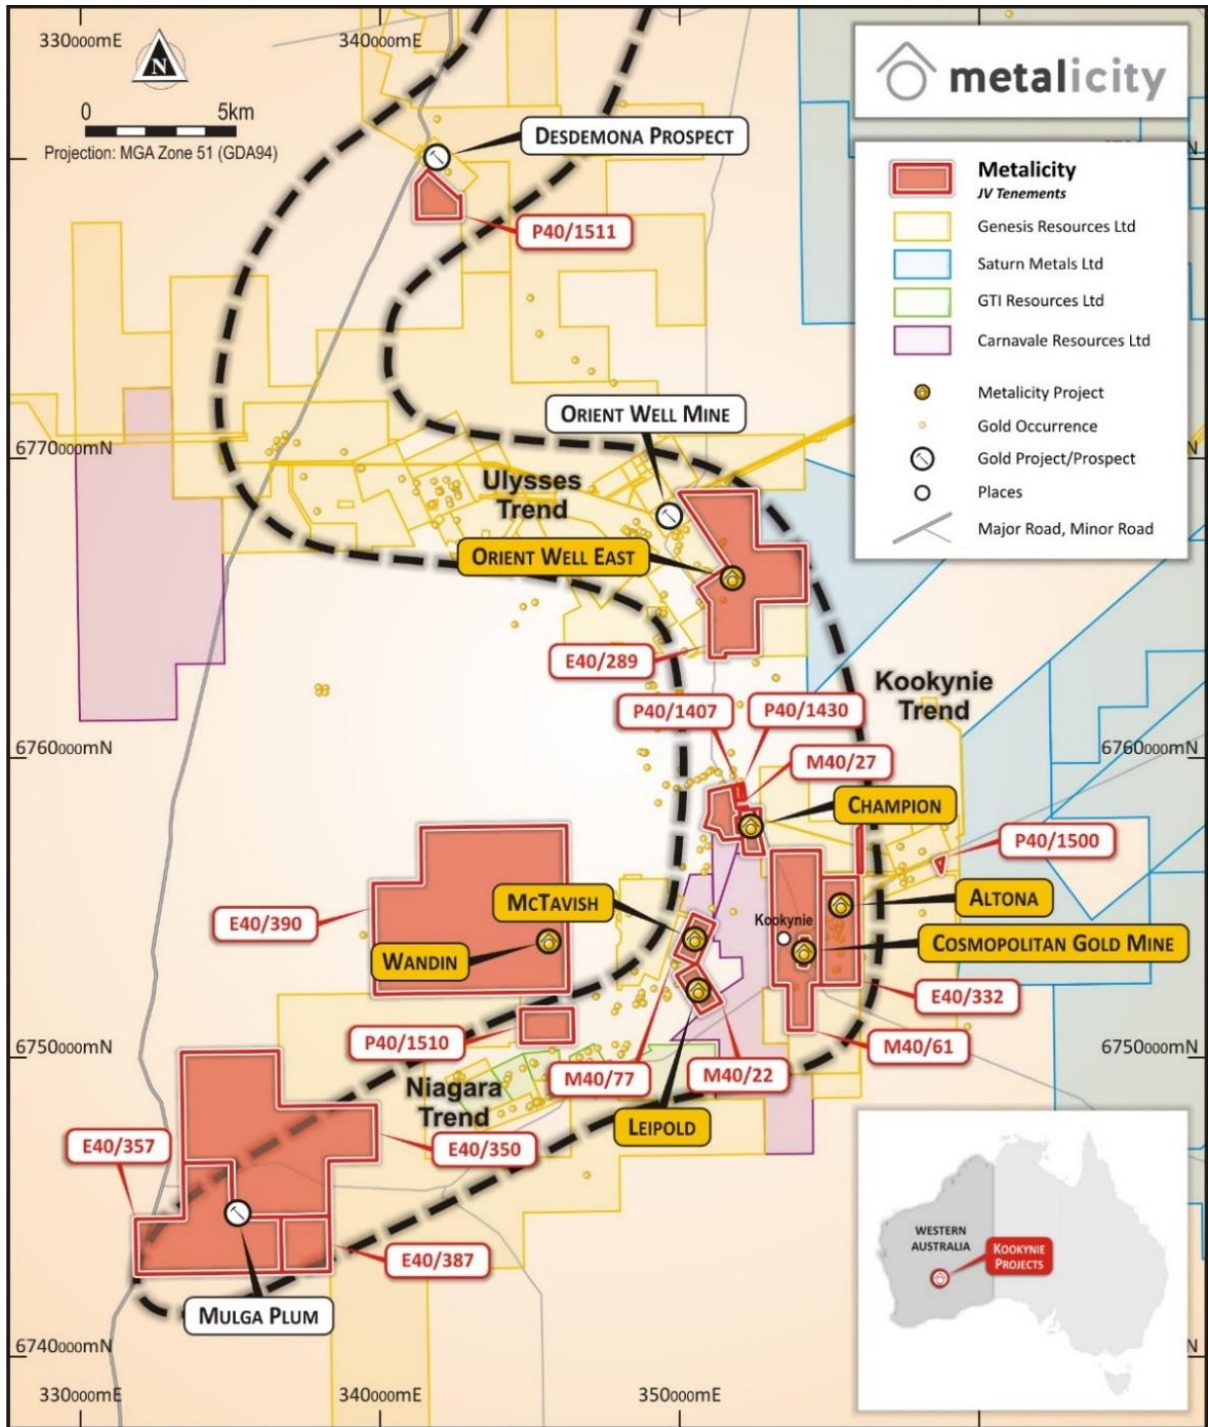 330000mE
340000mE
N
0
5km
Projection: MGA Zone 51 (GDA94)
metalicity
Metalicity
JV Tenements
Genesis Resources Ltd
Saturn Metals Ltd
GTI Resources Ltd
Carnavale Resources Ltd
Metalicity Project
Gold Occurrence
Gold Project/Prospect
Places
Major Road, Minor Road
DESDEMONA PROSPECT
P40/1511
ORIENT WELL MINE
6770000mN
Ulysses
Trend
ORIENT WELL EAST
E40/289
Kookynie
Trend
P40/1407
P40/1430
6760000mN
6760000mN
M40/27
CHAMPION
P40/1500
MCTAVISH
ALTONA
E40/390
Kookynie
WANDIN
COSMOPOLITAN GOLD MINE
E40/332
P40/1510
M40/61
6750000mN
6750000mN
M40/77
M40/22
Niagara
Trend
LEIPOLD
E40/357
E40/350
E40/387
MULGA PLUM
WESTERN
AUSTRALIA
KOOKYNIE
PROJECTS
6740000mN
330000mE
340000mE
350000mE